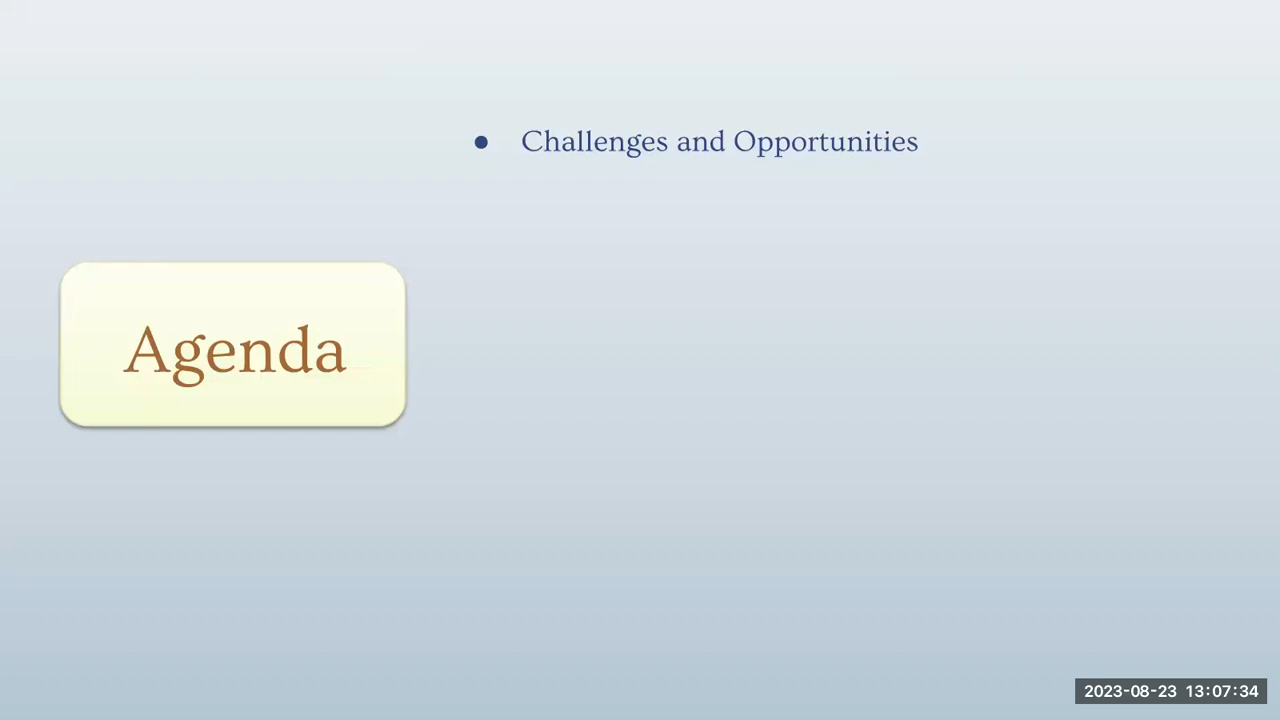 ● Challenges and Opportunities
Agenda
2023-08-23 13:07:34